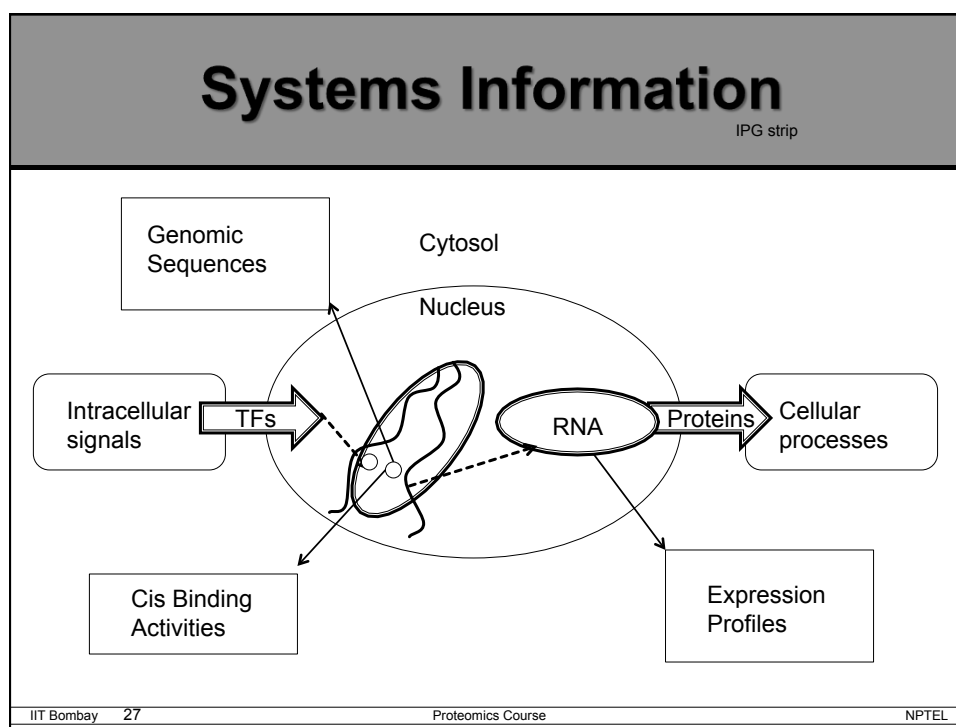 Systems Information
IPG strip
Genomic
Sequences
Cytosol
Nucleus
Intracellular
signals
TFs
RNA
Proteins
Cellular
processes
Cis Binding
Activities
Expression
Profiles
IIT Bombay 27 Proteomics Course NPTEL